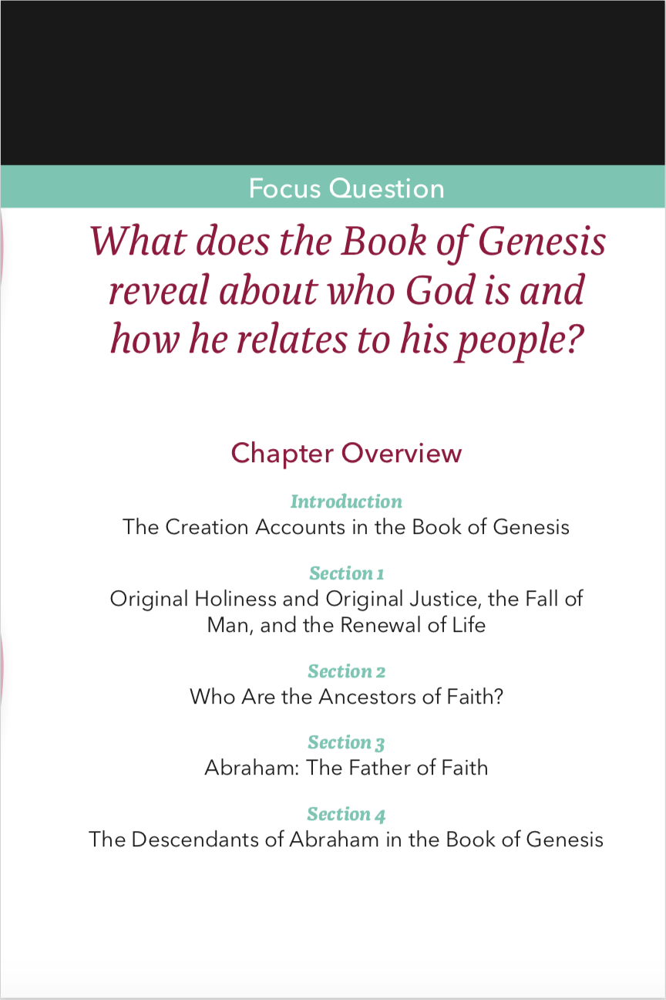 Focus Question
What does the Book of Genesis
reveal about who God is and
how he relates to his people?
Chapter Overview
Introduction
The Creation Accounts in the Book of Genesis
Section 1
Original Holiness and Original Justice, the Fall of
Man, and the Renewal of Life
Section 2
Who Are the Ancestors of Faith?
Section 3
Abraham: The Father of Faith
Section 4
The Descendants of Abraham in the Book of Genesis